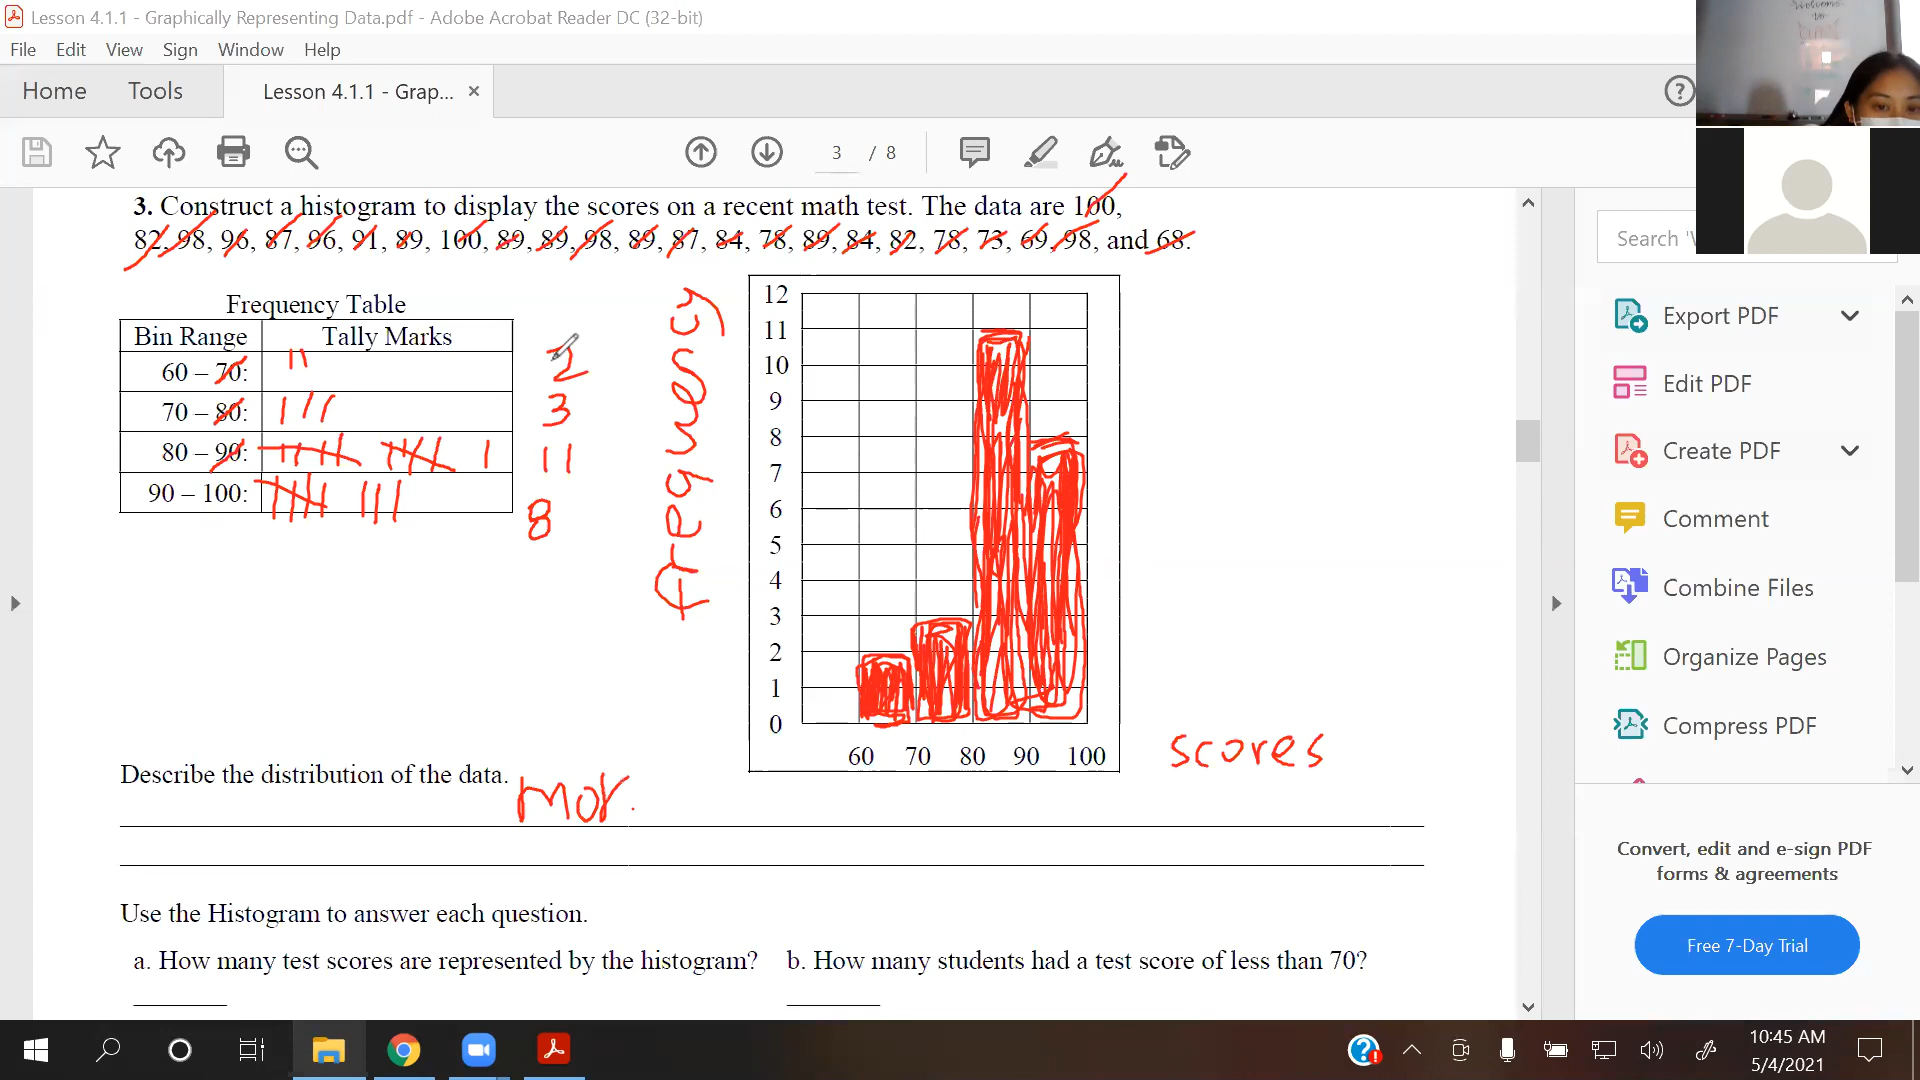 Lesson 4.1.1 - Graphically Representing Data.pdf - Adobe Acrobat Reader DC (32-bit)
File Edit View Sign Window Help
Home Tools Lesson 4.1.1 - Grap... ×
?
3 / 8
3. Construct a histogram to display the scores on a recent math test. The data are 100,
82, 98, 96, 87, 96, 91, 89, 100, 89, 89, 98, 89, 87, 84, 78, 89, 84, 82, 78, 73, 69, 98, and 68.
Frequency Table
Bin Range Tally Marks
60 – 70: 2
70 – 80: 3
80 – 90: 11
90 – 100: 8
frequency
12
11
10
9
8
7
6
5
4
3
2
1
0
60 70 80 90 100
scores
Describe the distribution of the data.
mor
Use the Histogram to answer each question.
a. How many test scores are represented by the histogram? b. How many students had a test score of less than 70?
Search
Export PDF
Edit PDF
Create PDF
Comment
Combine Files
Organize Pages
Compress PDF
Convert, edit and e-sign PDF
forms & agreements
Free 7-Day Trial
10:45 AM
5/4/2021